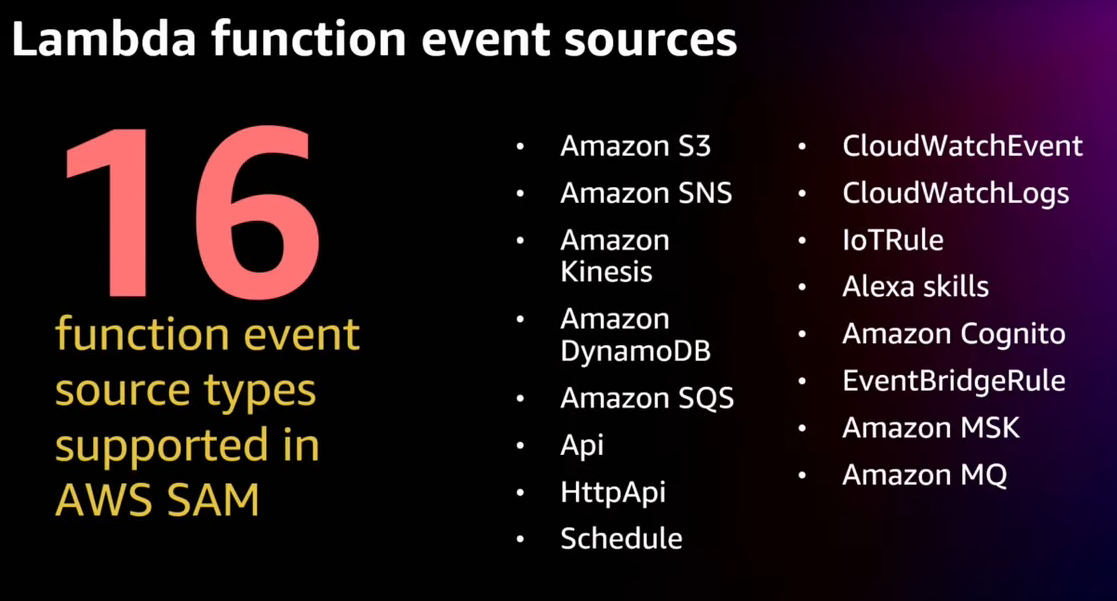 Lambda function event sources
16
function event
source types
supported in
AWS SAM
• Amazon S3
• Amazon SNS
• Amazon
Kinesis
• Amazon
DynamoDB
• Amazon SQS
• Api
• HttpApi
• Schedule
• CloudWatchEvent
• CloudWatchLogs
• IoTRule
• Alexa skills
• Amazon Cognito
• EventBridgeRule
• Amazon MSK
• Amazon MQ